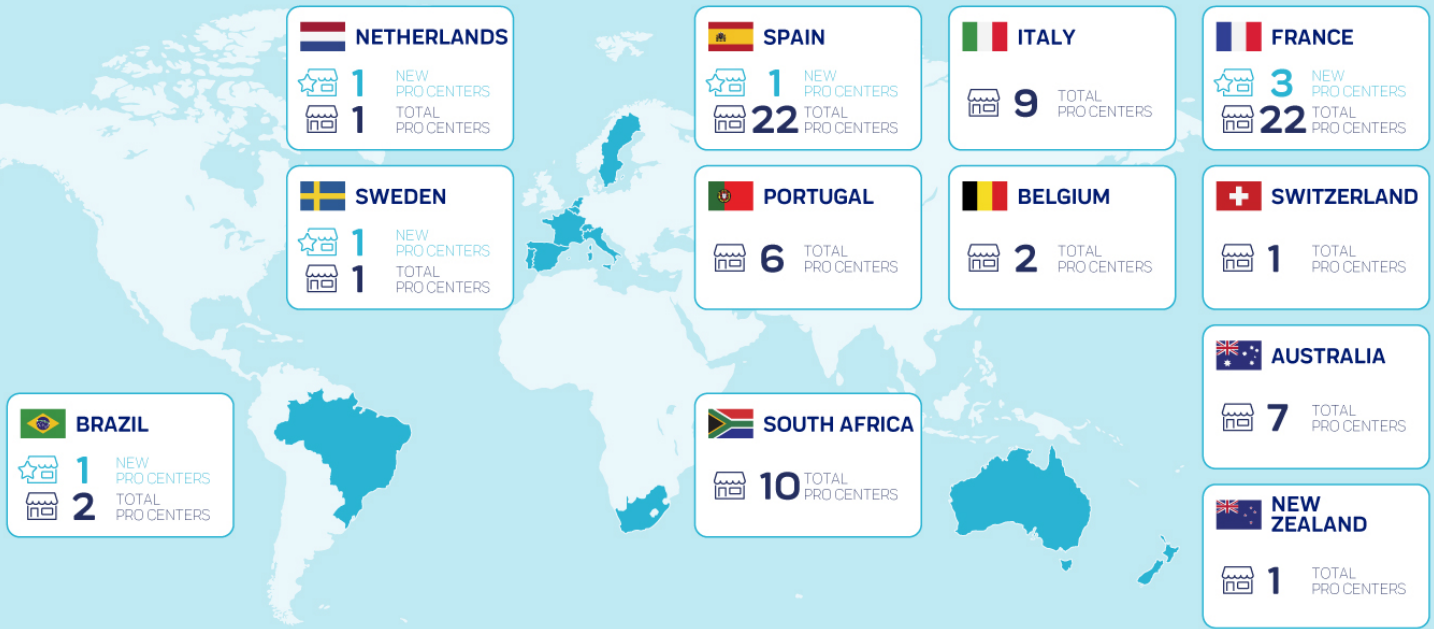 NETHERLANDS
1 NEW
PRO CENTERS
1 TOTAL
PRO CENTERS
SPAIN
1 NEW
PRO CENTERS
22 TOTAL
PRO CENTERS
ITALY
9 TOTAL
PRO CENTERS
FRANCE
3 NEW
PRO CENTERS
22 TOTAL
PRO CENTERS
SWEDEN
1 NEW
PRO CENTERS
1 TOTAL
PRO CENTERS
PORTUGAL
6 TOTAL
PRO CENTERS
BELGIUM
2 TOTAL
PRO CENTERS
SWITZERLAND
1 TOTAL
PRO CENTERS
AUSTRALIA
7 TOTAL
PRO CENTERS
BRAZIL
1 NEW
PRO CENTERS
2 TOTAL
PRO CENTERS
SOUTH AFRICA
10 TOTAL
PRO CENTERS
NEW
ZEALAND
1 TOTAL
PRO CENTERS